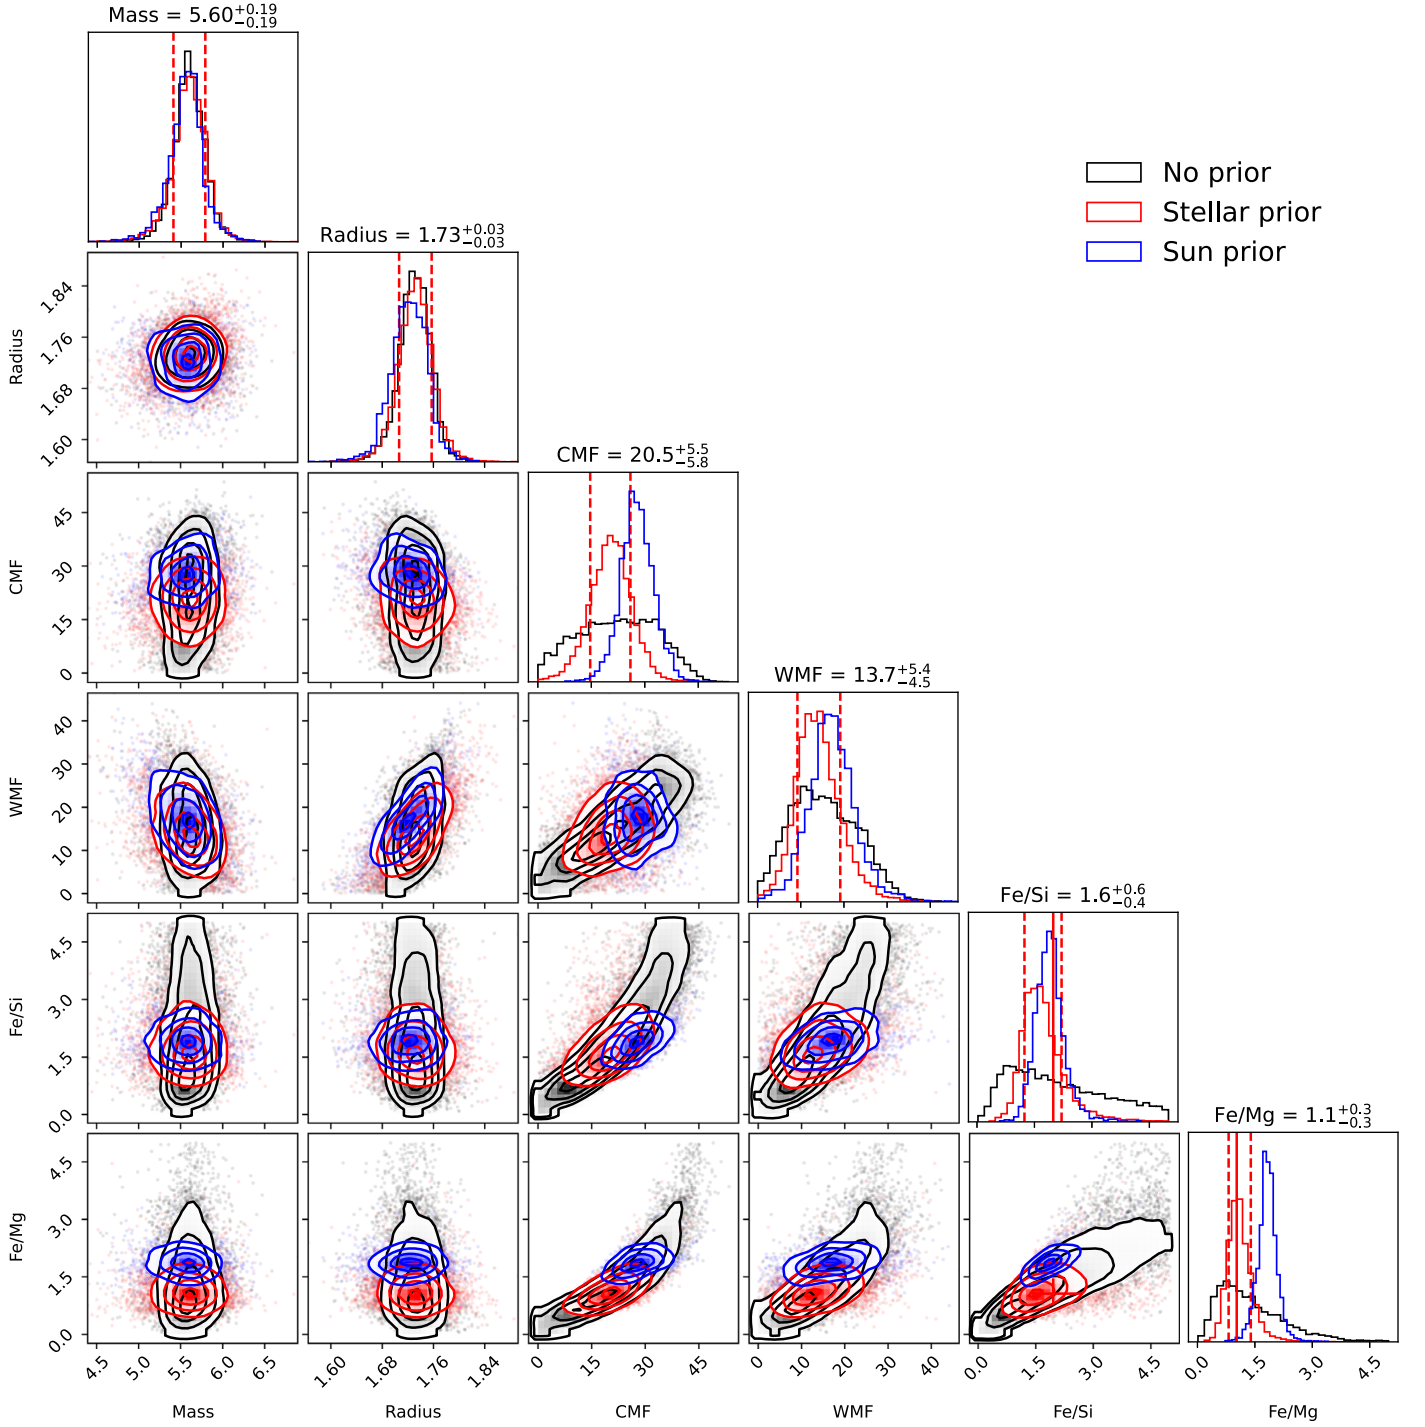 Mass = 5.60+0.19 −0.19
No prior
Stellar prior
Sun prior
Radius = 1.73+0.03 −0.03
1.84
1.76
1.68
1.60
Radius
CMF = 20.5+5.5 −5.8
45
30
15
0
CMF
WMF = 13.7+5.4 −4.5
40
30
20
10
0
WMF
Fe/Si = 1.6+0.6 −0.4
4.5
3.0
1.5
0.0
Fe/Si
Fe/Mg = 1.1+0.3 −0.3
4.5
3.0
1.5
0.0
Fe/Mg
4.5 5.0 5.5 6.0 6.5
1.60 1.68 1.76 1.84
0 15 30 45
0 10 20 30 40
0.0 1.5 3.0 4.5
0.0 1.5 3.0 4.5
Mass Radius CMF WMF Fe/Si Fe/Mg